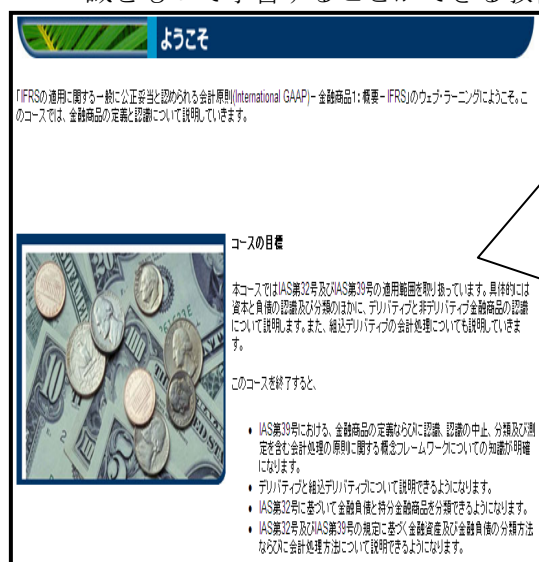 ようこそ
「IFRSの適用に関する一般に公正妥当と認められる会計原則(International GAAP)- 金融商品1: 概要 - IFRS」のウェブ・ラーニングにようこそ。こ
のコースでは、金融商品の定義と認識について説明していきます。
コースの目標
本コースではIAS第32号及びIAS第39号の適用範囲を取り扱っています。具体的には
資本と負債の認識及び分類のほかに、デリバティブと非デリバティブ金融商品の認識
について説明します。また、組込デリバティブの会計処理についても説明していきま
す。
このコースを終了すると、
• IAS第39号における、金融商品の定義ならびに認識、認識の中止、分類及び測
定を含む会計処理の原則に関する概念フレームワークについての知識が明確
になります。
• デリバティブと組込デリバティブについて説明できるようになります。
• IAS第32号に基づいて金融負債と持分金融商品を分類できるようになります。
• IAS第32号及びIAS第39号の規定に基づく金融資産及び金融負債の分類方法
ならびに会計処理方法について説明できるようになります。